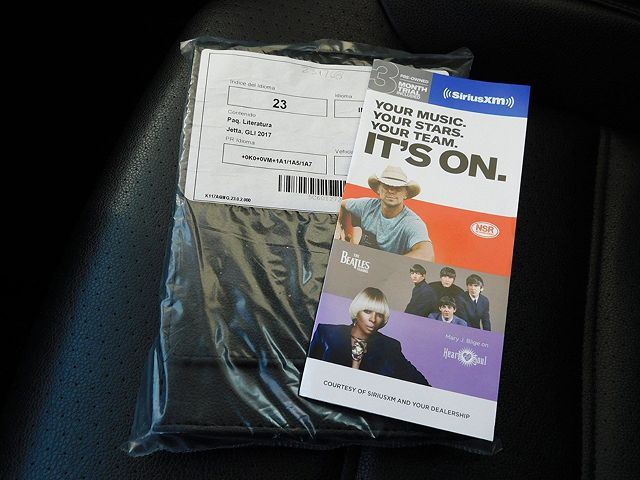 Indice del Idioma
Idioma
23
Contenido
Paq. Literatura
Jetta, GLI 2017
PR Idioma
+0K0+0VM+1A1/1A5/1A7
3
PRE-OWNED
MONTH
TRIAL
INCLUDED
SiriusXM
YOUR MUSIC.
YOUR STARS.
YOUR TEAM.
IT'S ON.
NSR
THE
BEATLES
Mary J. Blige on
Heart Soul
COURTESY OF SIRIUSXM AND YOUR DEALERSHIP